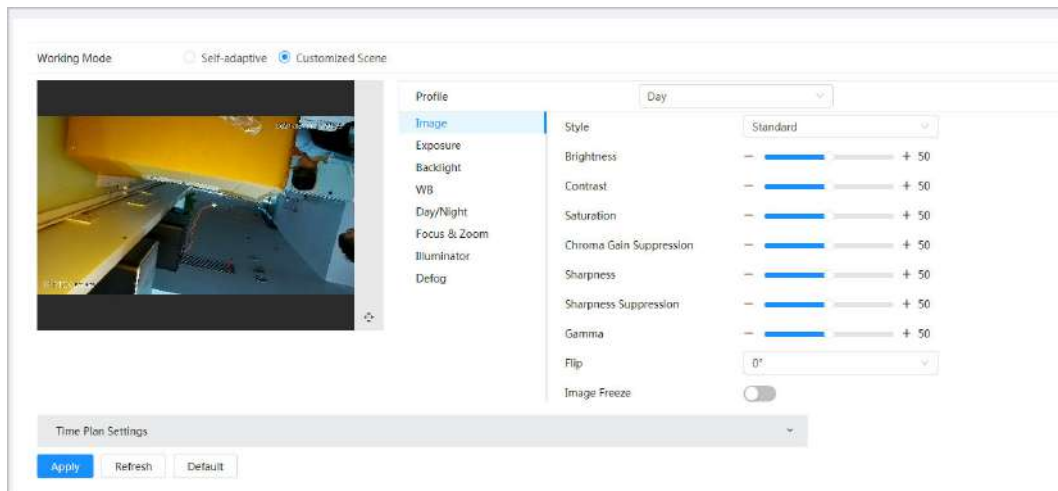 Working Mode Self-adaptive Customized Scene
Profile Day
Image
Exposure
Backlight
WB
Day/Night
Focus & Zoom
Illuminator
Defog
Style Standard
Brightness - + 50
Contrast - + 50
Saturation - + 50
Chroma Gain Suppression - + 50
Sharpness - + 50
Sharpness Suppression - + 50
Gamma - + 50
Flip 0°
Image Freeze
Time Plan Settings
Apply Refresh Default